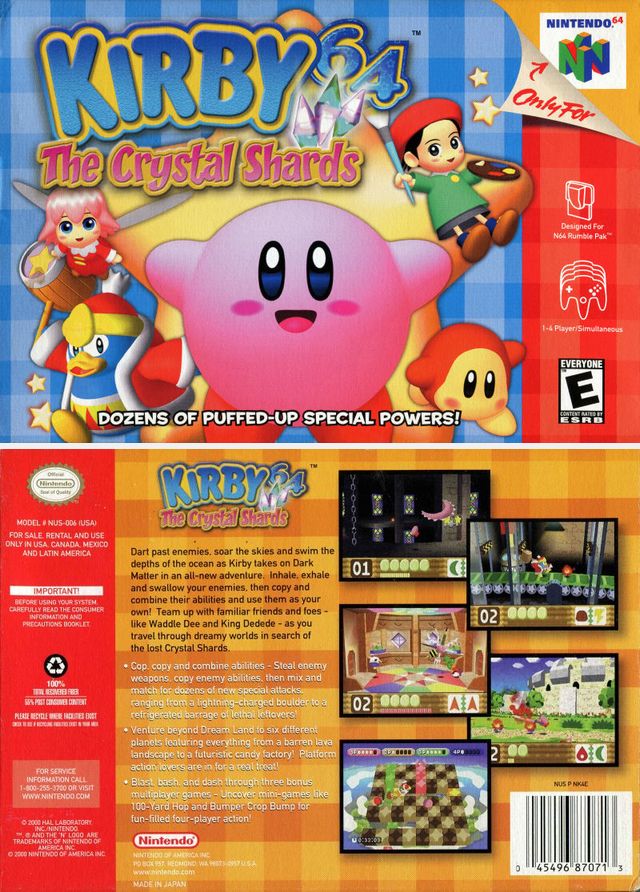 KIRBY 64 ™
The Crystal Shards
NINTENDO.64
N
Only For
Designed For
N64 Rumble Pak™
1-4 Player/Simultaneous
EVERYONE
E
CONTENT RATED BY
ESRB
DOZENS OF PUFFED-UP SPECIAL POWERS!
Official
Nintendo
Seal of Quality
MODEL # NUS-006 (USA)
FOR SALE, RENTAL AND USE
ONLY IN USA, CANADA, MEXICO
AND LATIN AMERICA
IMPORTANT!
BEFORE USING YOUR SYSTEM,
CAREFULLY READ THE CONSUMER
INFORMATION AND
PRECAUTIONS BOOKLET.
100%
TOTAL RECOVERED FIBER
55% POST CONSUMER CONTENT
PLEASE RECYCLE WHERE FACILITIES EXIST
FOR SERVICE
INFORMATION CALL
1-800-255-3700 OR VISIT
WWW.NINTENDO.COM
© 2000 HAL LABORATORY,
INC./NINTENDO.
™, ® AND THE "N" LOGO ARE
TRADEMARKS OF NINTENDO OF
AMERICA INC.
© 2000 NINTENDO OF AMERICA INC.
KIRBY 64 ™
The Crystal Shards
Dart past enemies, soar the skies and swim the
depths of the ocean as Kirby takes on Dark
Matter in an all-new adventure. Inhale, exhale
and swallow your enemies, then copy and
combine their abilities and use them as your
own! Team up with familiar friends and foes -
like Waddle Dee and King Dedede - as you
travel through dreamy worlds in search of
the lost Crystal Shards.
• Cop, copy and combine abilities - Steal enemy
weapons, copy enemy abilities, then mix and
match for dozens of new special attacks,
ranging from a lightning-charged boulder to a
refrigerated barrage of lethal leftovers!
• Venture beyond Dream Land to six different
planets featuring everything from a barren lava
landscape to a futuristic candy factory! Platform
action lovers are in for a real treat!
• Blast, bash, and dash through three bonus
multiplayer games - Uncover mini-games like
100-Yard Hop and Bumper Crop Bump for
fun-filled four-player action!
Nintendo
NINTENDO OF AMERICA INC.
PO BOX 957, REDMOND, WA 98073-0957 U.S.A.
www.nintendo.com
MADE IN JAPAN
01
02
02
2 00
NUS P NK4E
0 45496 87071 3